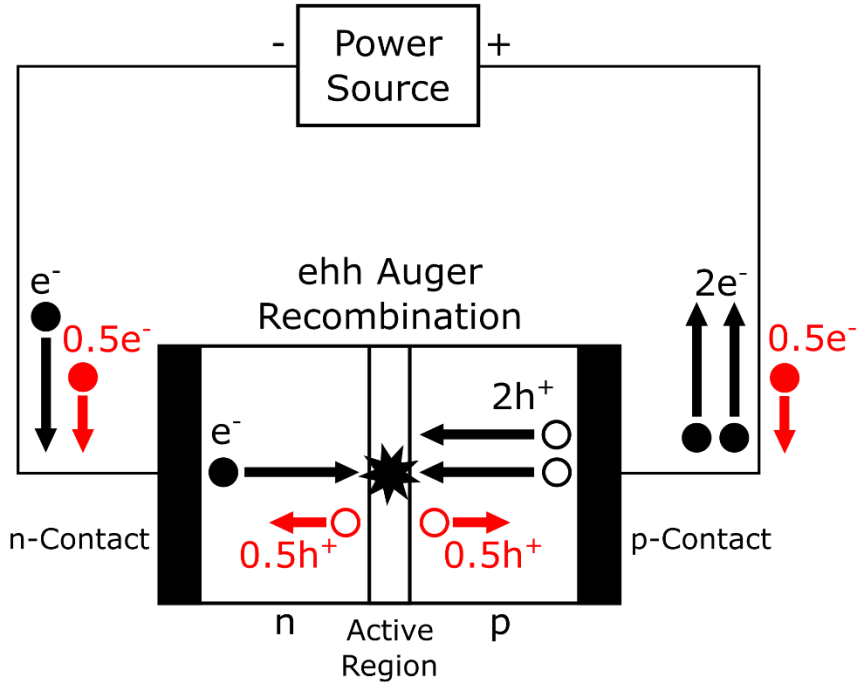 - Power +
Source
ehh Auger
Recombination
e⁻
0.5e⁻
2e⁻
0.5e⁻
2h⁺
e⁻
0.5h⁺
0.5h⁺
n-Contact
p-Contact
n
Active
Region
p